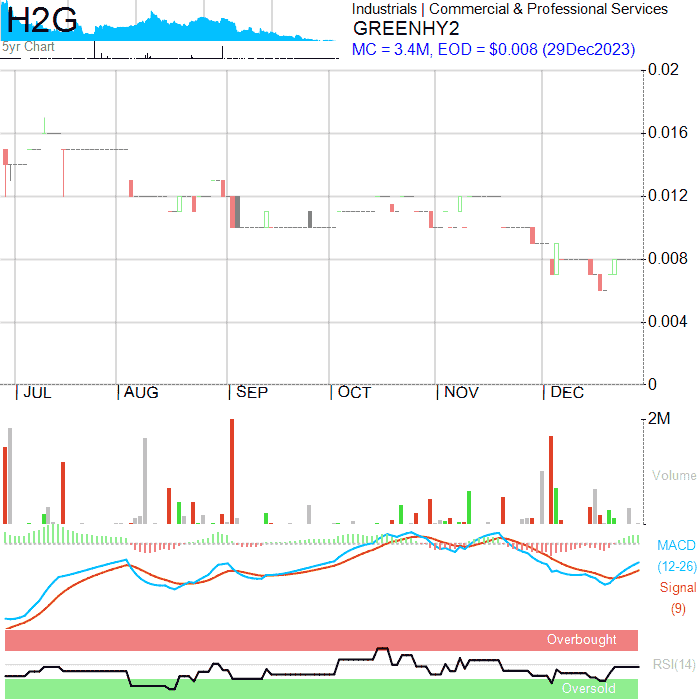 H2G
5yr Chart
Industrials | Commercial & Professional Services
GREENHY2
MC = 3.4M, EOD = $0.008 (29Dec2023)
0.02
0.016
0.012
0.008
0.004
0
JUL AUG SEP OCT NOV DEC
2M
Volume
MACD
(12-26)
Signal
(9)
Overbought
RSI(14)
Oversold